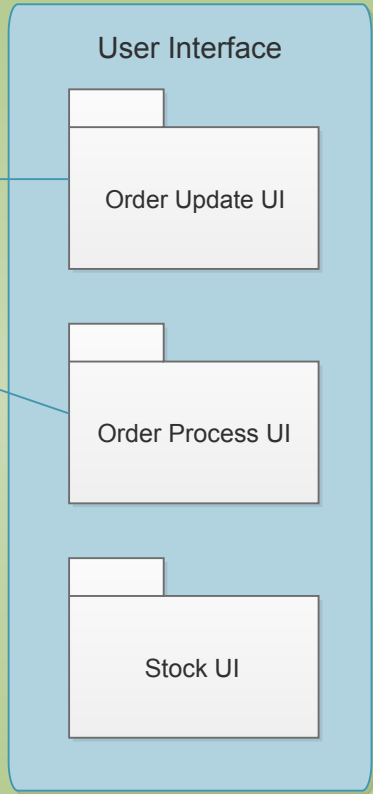 User Interface
Order Update UI
Order Process UI
Stock UI